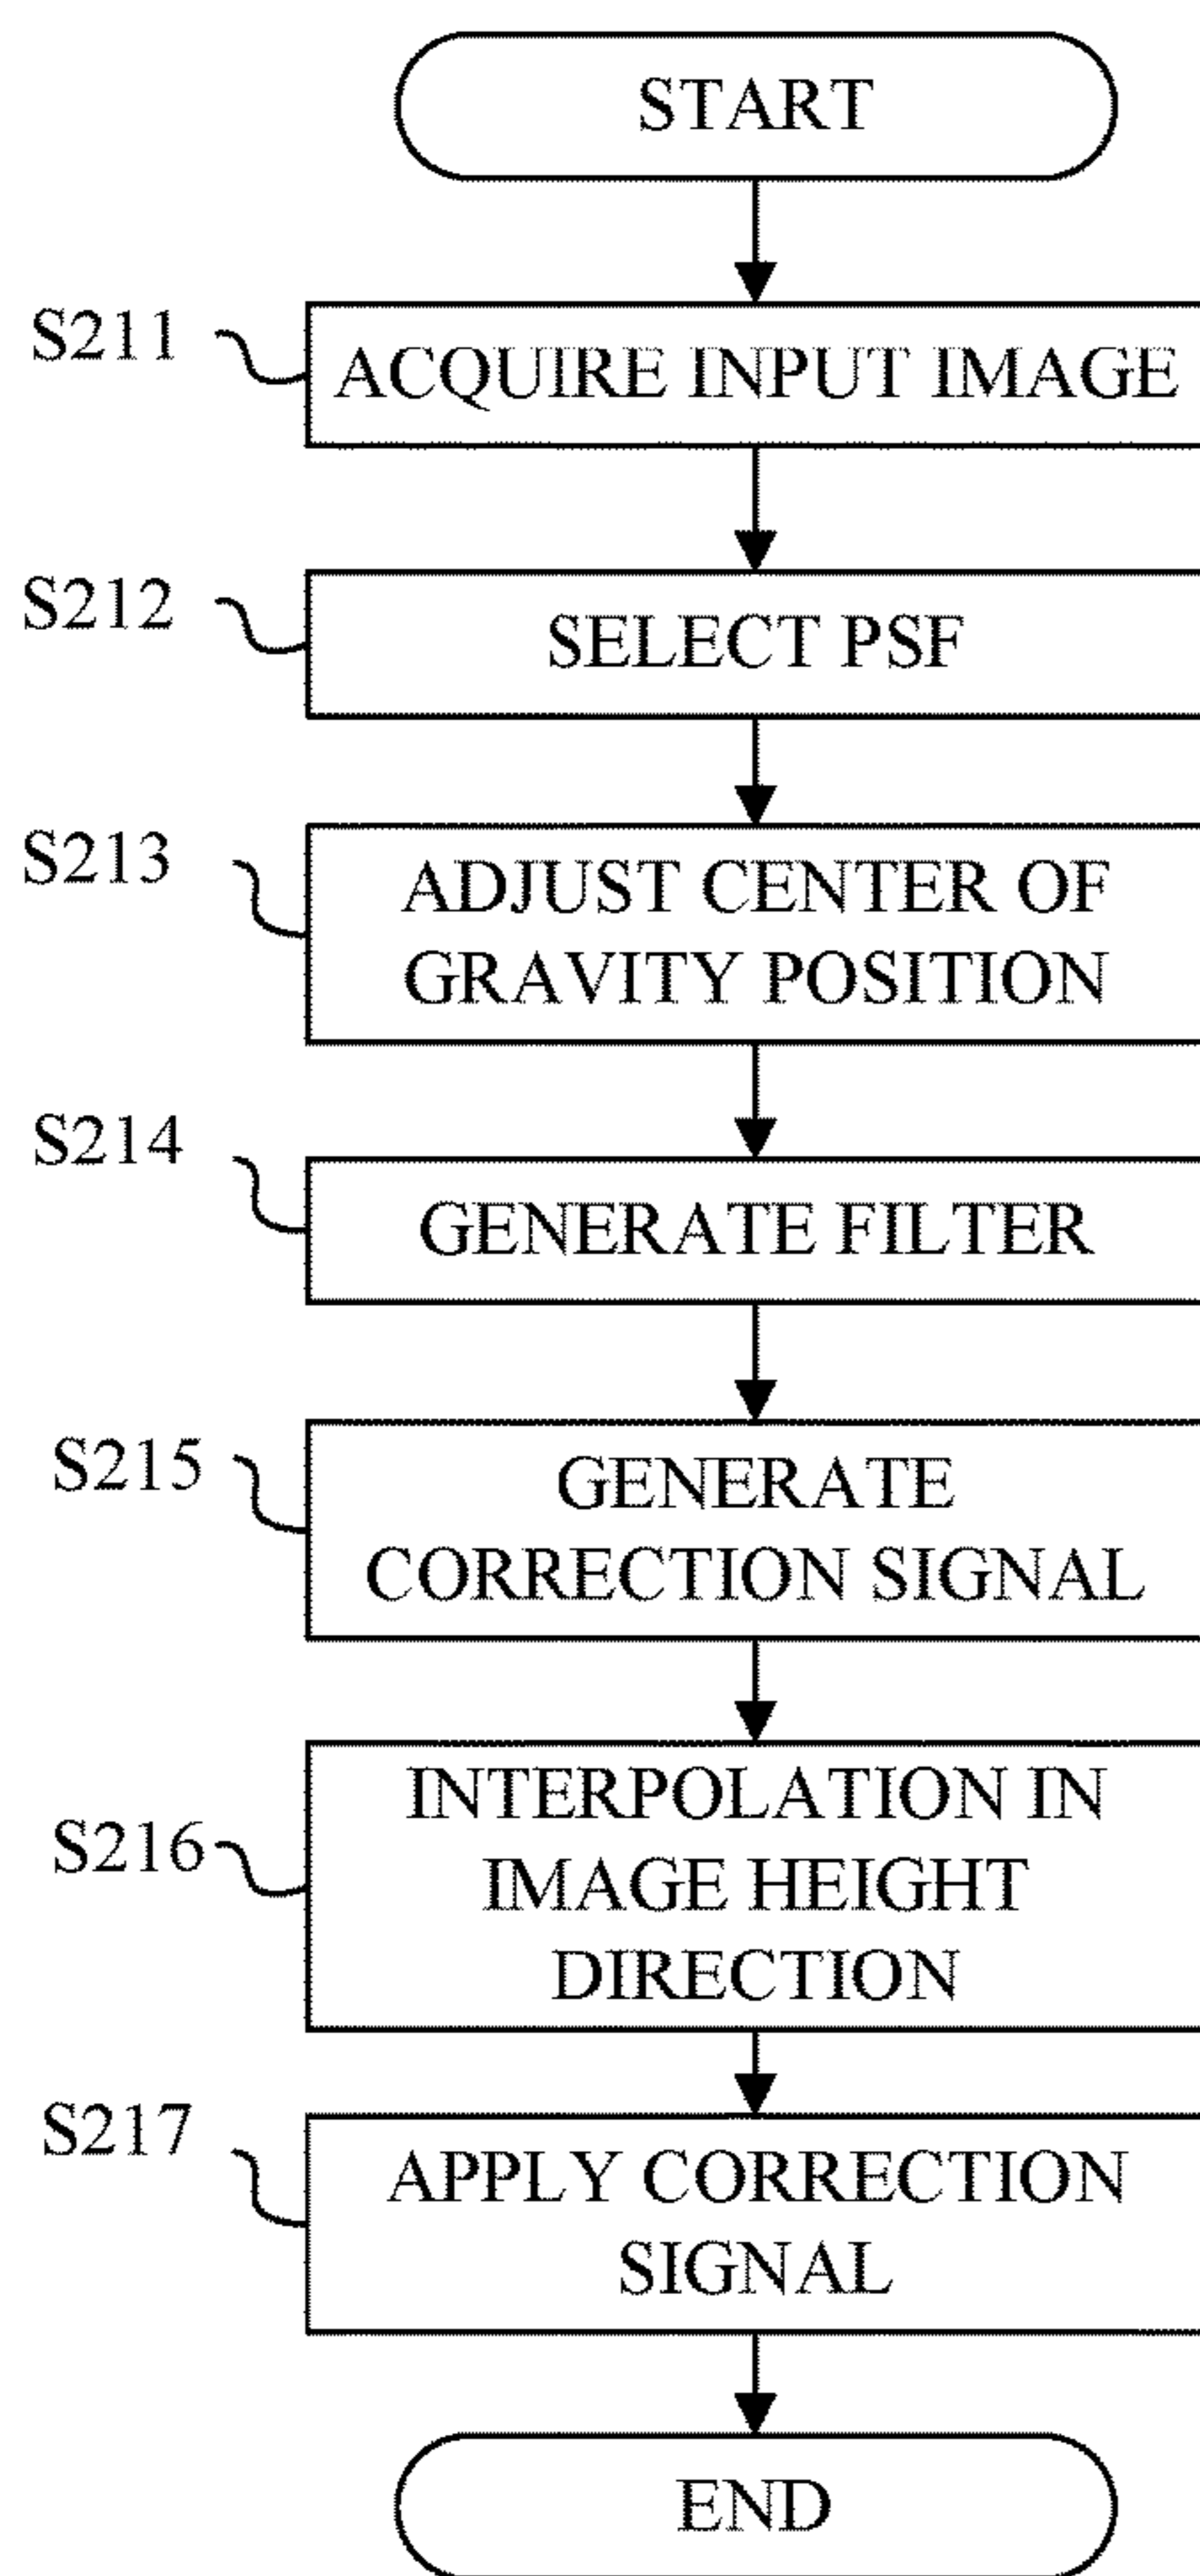 START
S211
ACQUIRE INPUT IMAGE
S212
SELECT PSF
S213
ADJUST CENTER OF
GRAVITY POSITION
S214
GENERATE FILTER
S215
GENERATE
CORRECTION SIGNAL
S216
INTERPOLATION IN
IMAGE HEIGHT
DIRECTION
S217
APPLY CORRECTION
SIGNAL
END